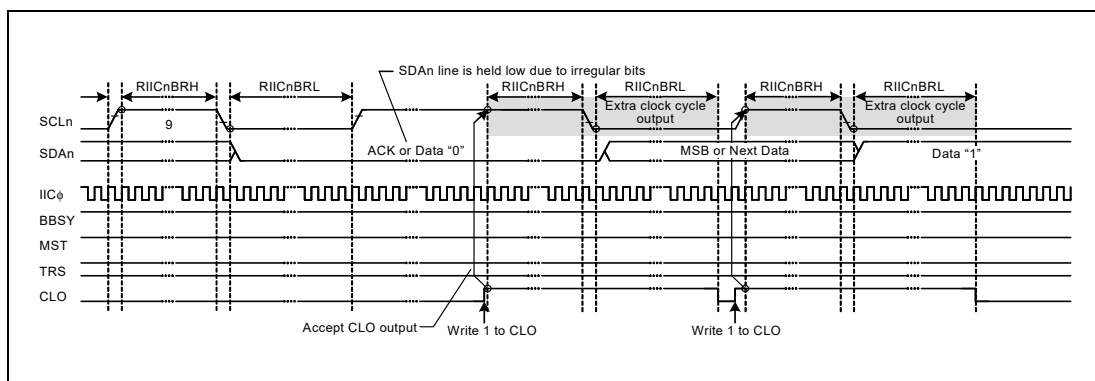 SDAn line is held low due to irregular bits
RIICnBRH RIICnBRL RIICnBRH RIICnBRL RIICnBRH RIICnBRL
SCLn 9 Extra clock cycle output Extra clock cycle output
SDAn ACK or Data “0” MSB or Next Data Data “1”
IICϕ
BBSY
MST
TRS
CLO
Accept CLO output Write 1 to CLO Write 1 to CLO